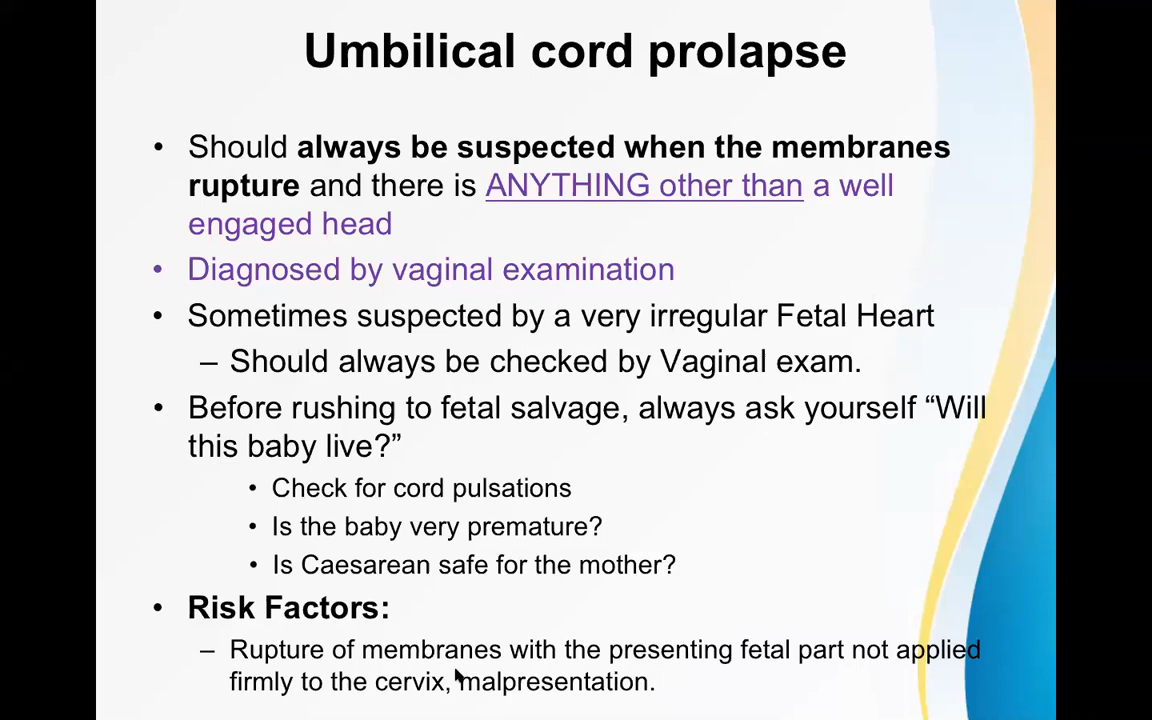 Umbilical cord prolapse
• Should always be suspected when the membranes
rupture and there is ANYTHING other than a well
engaged head
• Diagnosed by vaginal examination
• Sometimes suspected by a very irregular Fetal Heart
– Should always be checked by Vaginal exam.
• Before rushing to fetal salvage, always ask yourself “Will
this baby live?”
• Check for cord pulsations
• Is the baby very premature?
• Is Caesarean safe for the mother?
• Risk Factors:
– Rupture of membranes with the presenting fetal part not applied
firmly to the cervix, malpresentation.